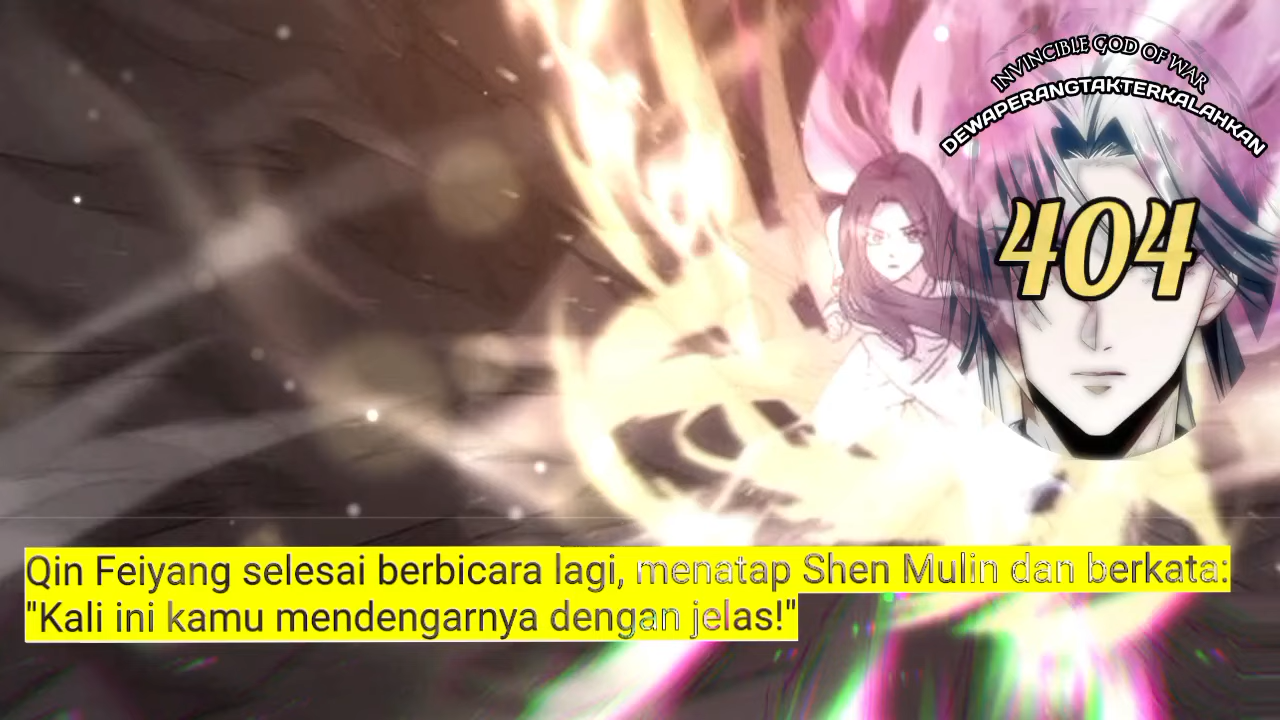 INVINCIBLE GOD OF WAR
DEWAPERANGTAKTERKALAHKAN
404
Qin Feiyang selesai berbicara lagi, menatap Shen Mulin dan berkata:
"Kali ini kamu mendengarnya dengan jelas!"